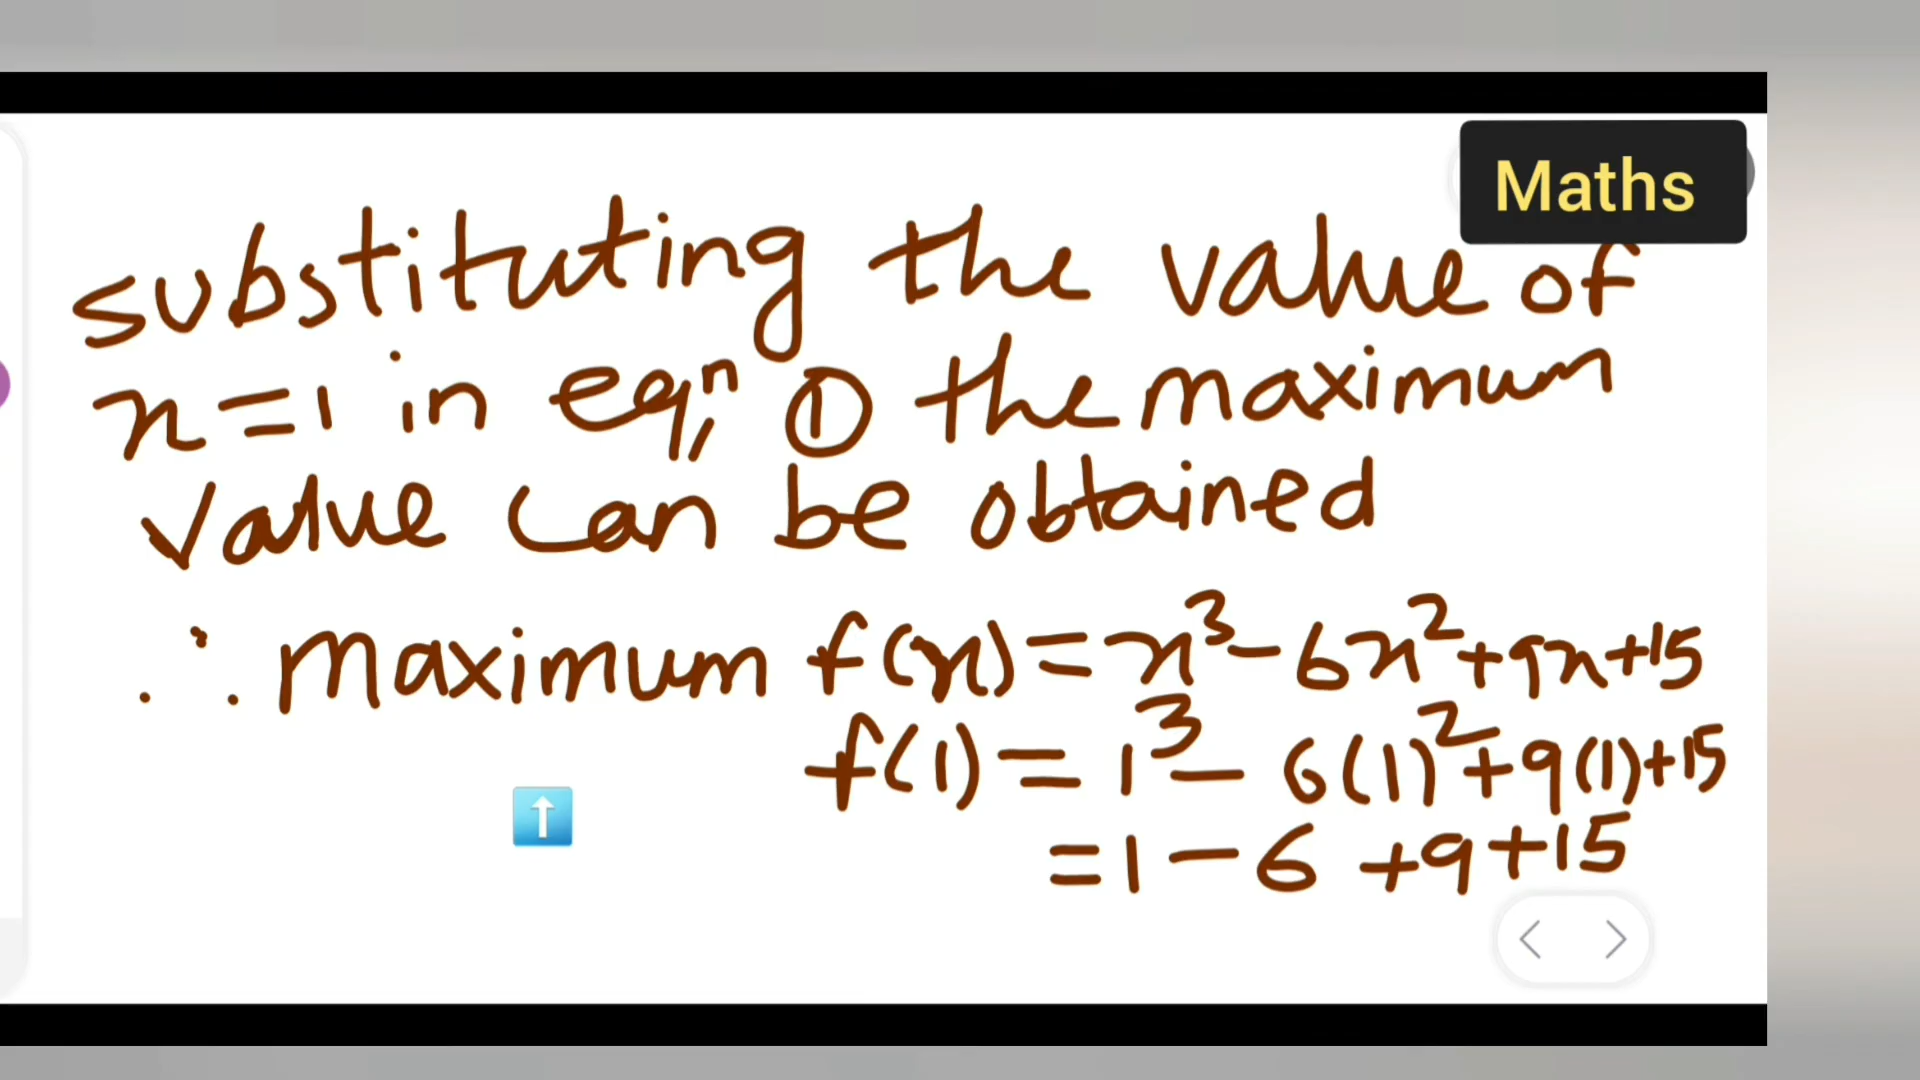 Maths
substituting the value of
x=1 in eqn, ① the maximum
value can be obtained
∴ maximum f(x)=x³-6x²+9x+15
f(1)= 1³- 6(1)²+9(1)+15
=1-6+9+15